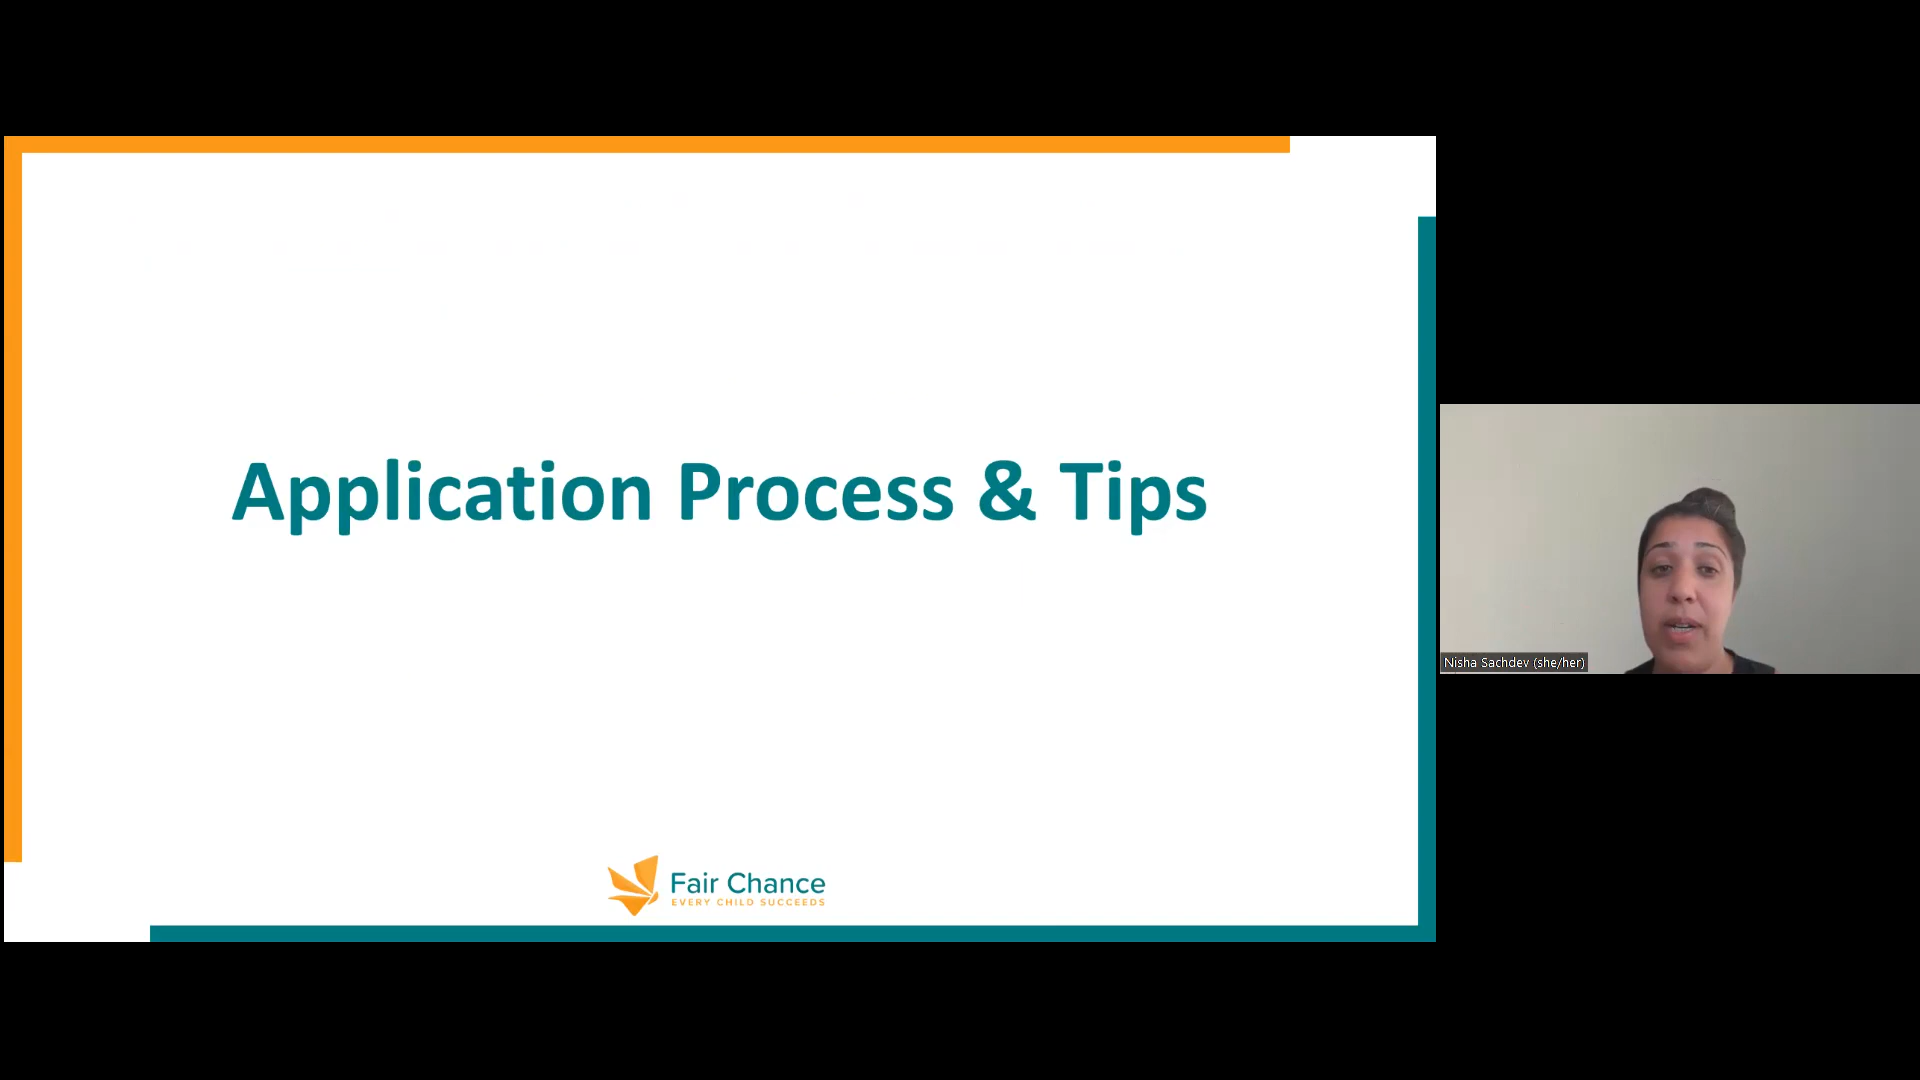 Application Process & Tips
Fair Chance
EVERY CHILD SUCCEEDS
Nisha Sachdev (she/her)